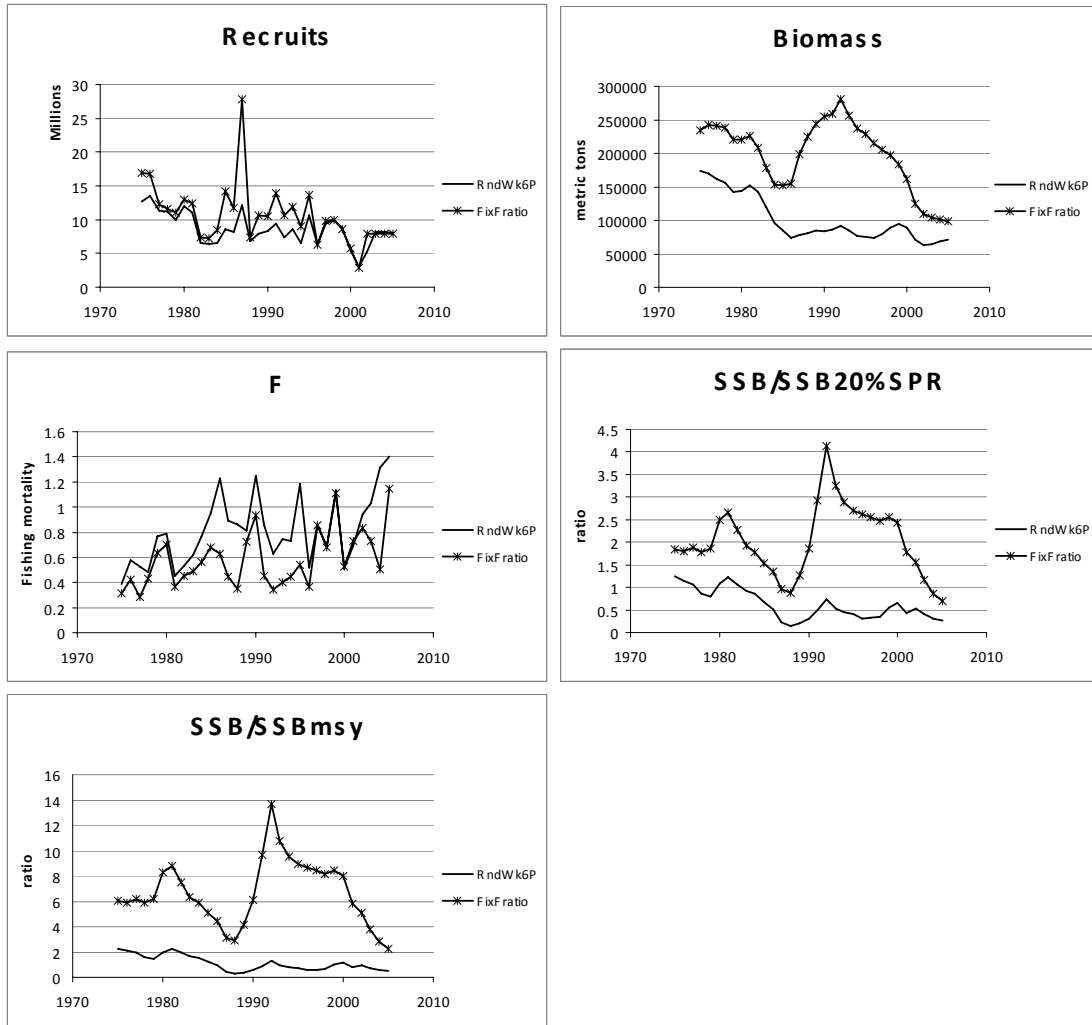 Recruits
Millions
30
25
20
15
10
5
0
1970 1980 1990 2000 2010
RndWk6P
FixFratio
Biomass
metric tons
300000
250000
200000
150000
100000
50000
0
1970 1980 1990 2000 2010
RndWk6P
FixFratio
F
Fishing mortality
1.6
1.4
1.2
1
0.8
0.6
0.4
0.2
0
1970 1980 1990 2000 2010
RndWk6P
FixFratio
SSB/SSB20%SPR
ratio
4.5
4
3.5
3
2.5
2
1.5
1
0.5
0
1970 1980 1990 2000 2010
RndWk6P
FixFratio
SSB/SSBmsy
ratio
16
14
12
10
8
6
4
2
0
1970 1980 1990 2000 2010
RndWk6P
FixFratio